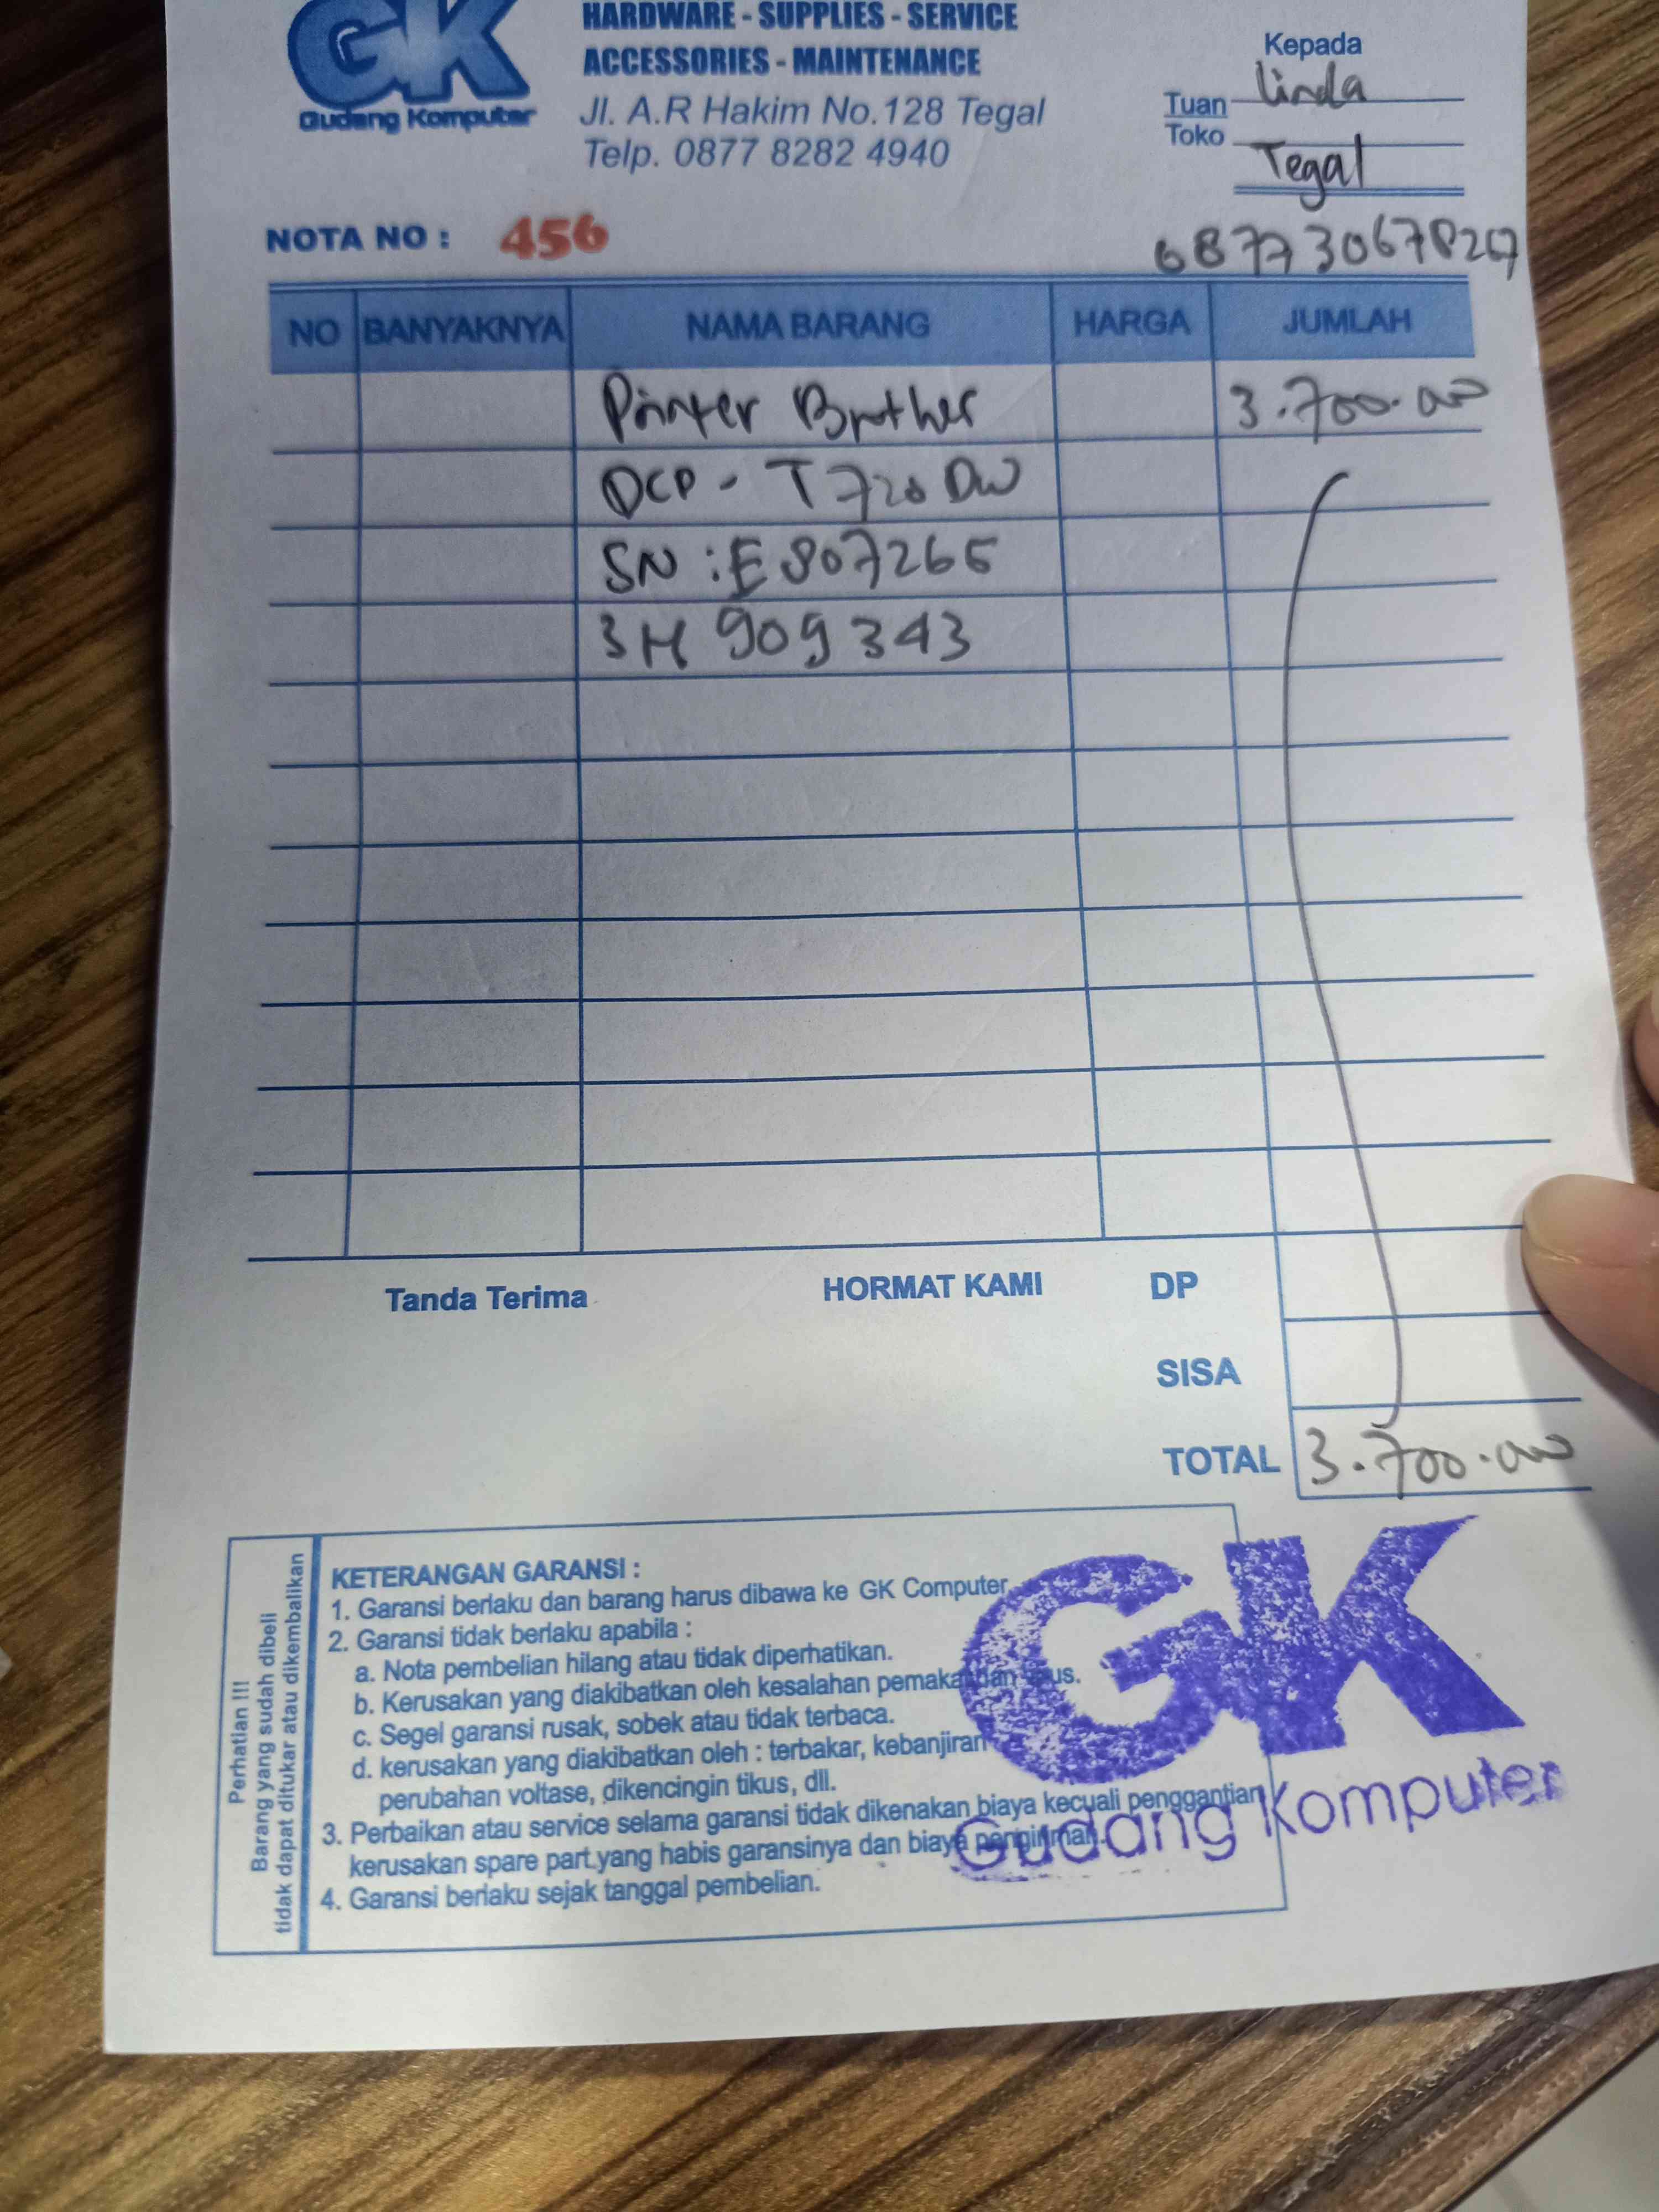 GK
Gudang Komputer
HARDWARE - SUPPLIES - SERVICE
ACCESSORIES - MAINTENANCE
Jl. A.R Hakim No.128 Tegal
Telp. 0877 8282 4940
Kepada
Tuan Linda
Toko
Tegal
NOTA NO : 456
NO BANYAKNYA NAMA BARANG HARGA JUMLAH
Printer Brother 3.700.000
DCP - T720DW
SN : E807265
3H909343
Tanda Terima HORMAT KAMI DP
SISA
TOTAL 3.700.000
Perhatian !!!
Barang yang sudah dibeli
tidak dapat ditukar atau dikembalikan
KETERANGAN GARANSI :
1. Garansi berlaku dan barang harus dibawa ke GK Computer
2. Garansi tidak berlaku apabila :
a. Nota pembelian hilang atau tidak diperhatikan.
b. Kerusakan yang diakibatkan oleh kesalahan
c. Segel garansi rusak, sobek atau tidak terbaca.
d. kerusakan yang diakibatkan oleh : terbakar, kebanjiran
perubahan voltase, dikencingin tikus, dll.
3. Perbaikan atau service selama garansi tidak dikenakan biaya kecuali penggantian
kerusakan spare part yang habis garansinya dan biaya pengiriman.
4. Garansi berlaku sejak tanggal pembelian.
GK
Gudang Komputer